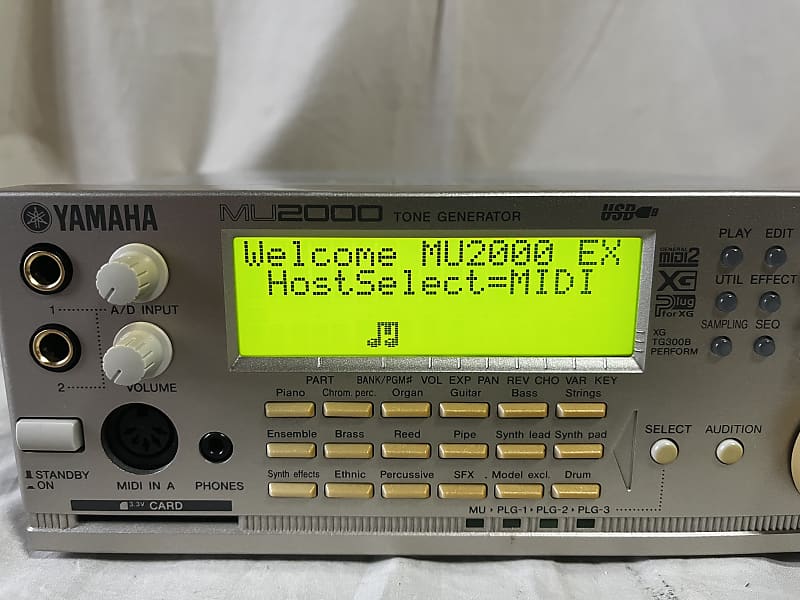 YAMAHA
MU2000 TONE GENERATOR
USB
Welcome MU2000 EX
HostSelect=MIDI
PLAY EDIT
GENERAL
MIDI2
XG
Plug
for XG
UTIL EFFECT
SAMPLING SEQ
XG
TG300B
PERFORM
1 A/D INPUT
2 VOLUME
PART BANK/PGM# VOL EXP PAN REV CHO VAR KEY
Piano Chrom. perc. Organ Guitar Bass Strings
Ensemble Brass Reed Pipe Synth lead Synth pad
Synth effects Ethnic Percussive SFX Model excl. Drum
SELECT AUDITION
STANDBY
ON
MIDI IN A PHONES
3.3V CARD
MU PLG-1 PLG-2 PLG-3